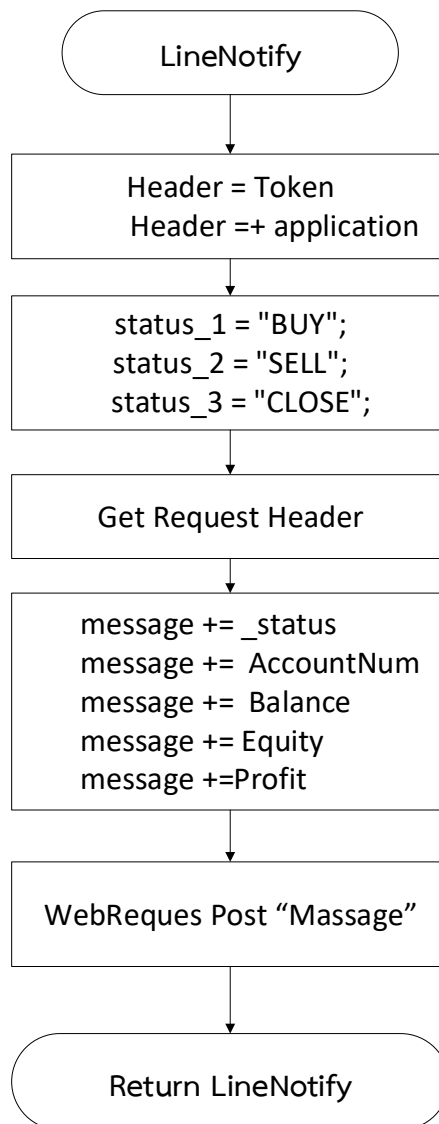 LineNotify
Header = Token
Header =+ application
status_1 = "BUY";
status_2 = "SELL";
status_3 = "CLOSE";
Get Request Header
message += _status
message +=  AccountNum
message +=  Balance
message += Equity
message +=Profit
WebReques Post “Massage”
Return LineNotify